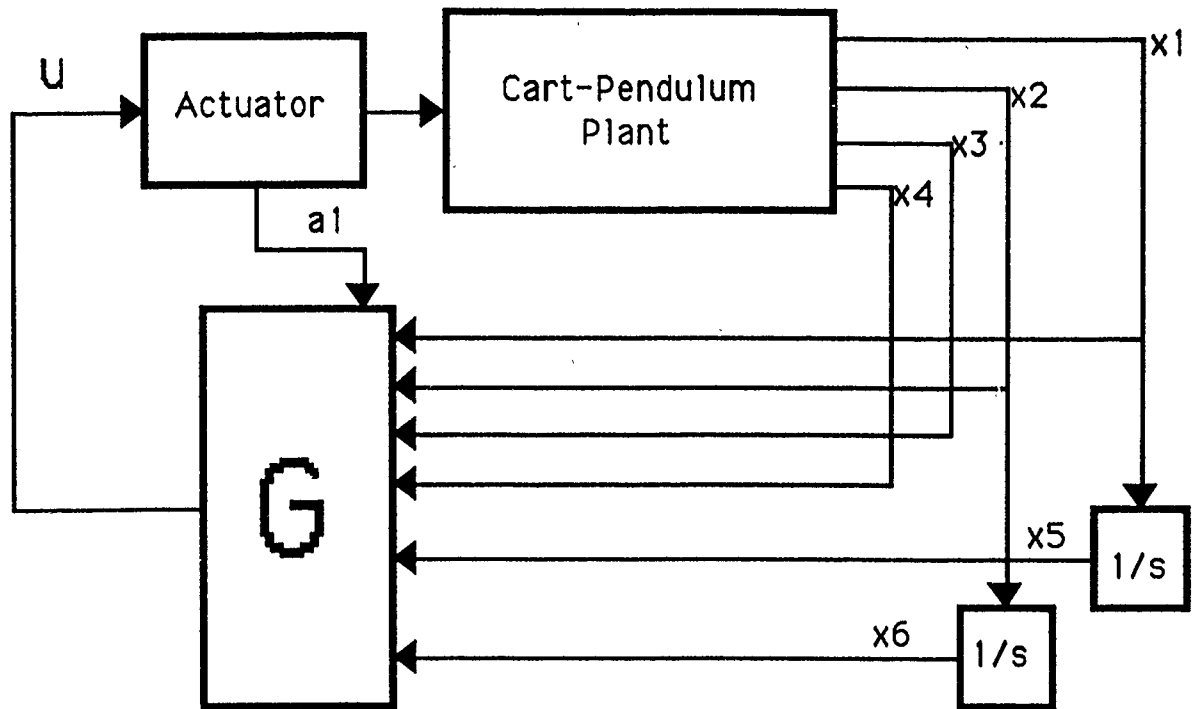 U
Actuator
Cart-Pendulum
Plant
x1
x2
x3
x4
a1
G
x5
1/s
x6
1/s